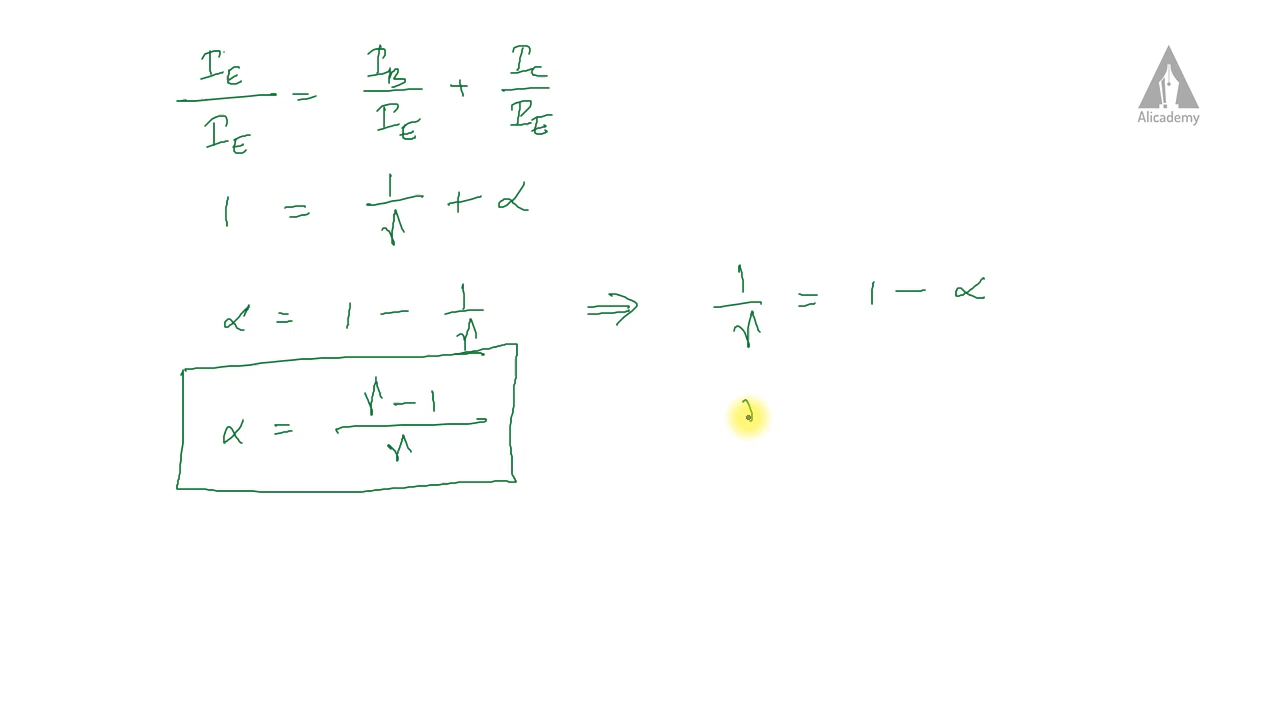 I_E / I_E = I_B / I_E + I_C / I_E
Alicademy
1 = 1 / γ + α
α = 1 − 1 / γ ⇒ 1 / γ = 1 − α
α = γ − 1 / γ